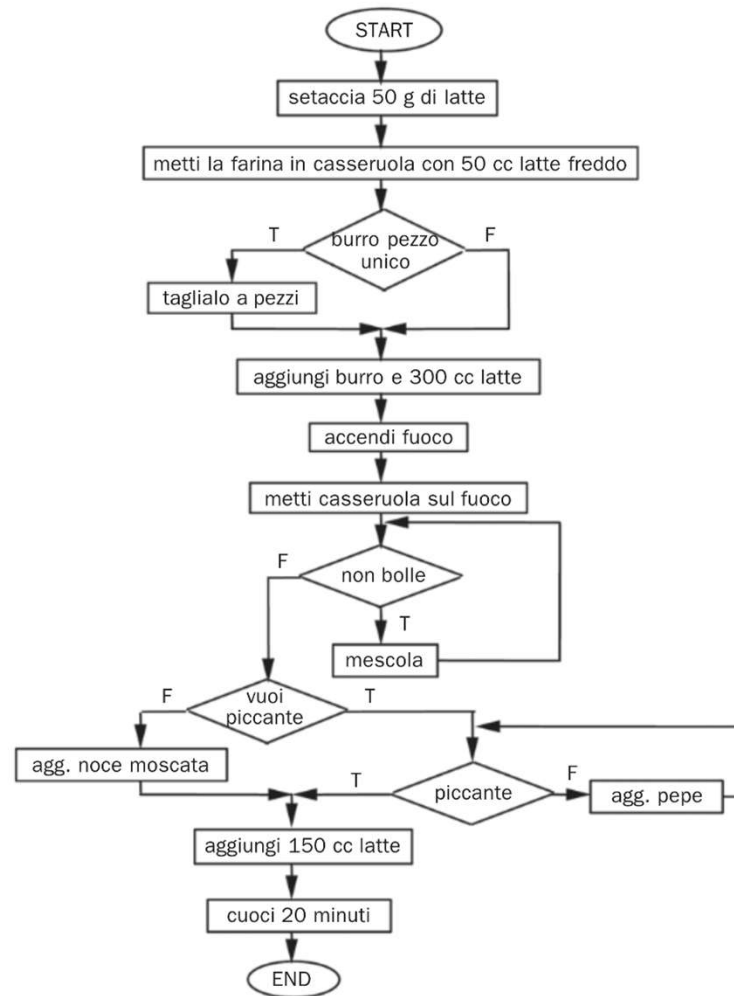 START
setaccia 50 g di latte
metti la farina in casseruola con 50 cc latte freddo
T
burro pezzo
unico
F
taglialo a pezzi
aggiungi burro e 300 cc latte
accendi fuoco
metti casseruola sul fuoco
F
non bolle
T
mescola
F
vuoi
piccante
T
agg. noce moscata
T
piccante
F
agg. pepe
aggiungi 150 cc latte
cuoci 20 minuti
END